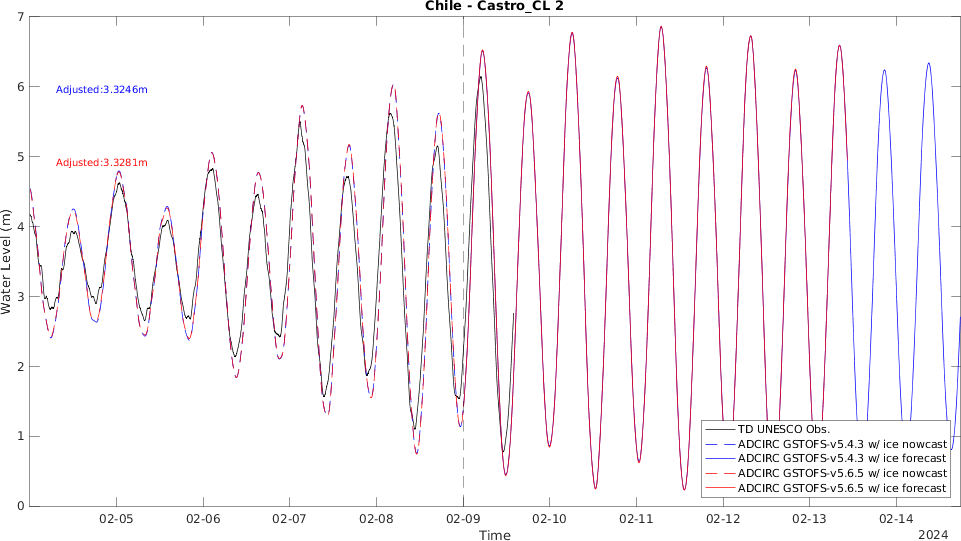 Chile - Castro_CL 2
7
6
5
4
3
2
1
0
Water Level (m)
Adjusted:3.3246m
Adjusted:3.3281m
TD UNESCO Obs.
ADCIRC GSTOFS-v5.4.3 w/ ice nowcast
ADCIRC GSTOFS-v5.4.3 w/ ice forecast
ADCIRC GSTOFS-v5.6.5 w/ ice nowcast
ADCIRC GSTOFS-v5.6.5 w/ ice forecast
02-05 02-06 02-07 02-08 02-09 02-10 02-11 02-12 02-13 02-14
Time
2024